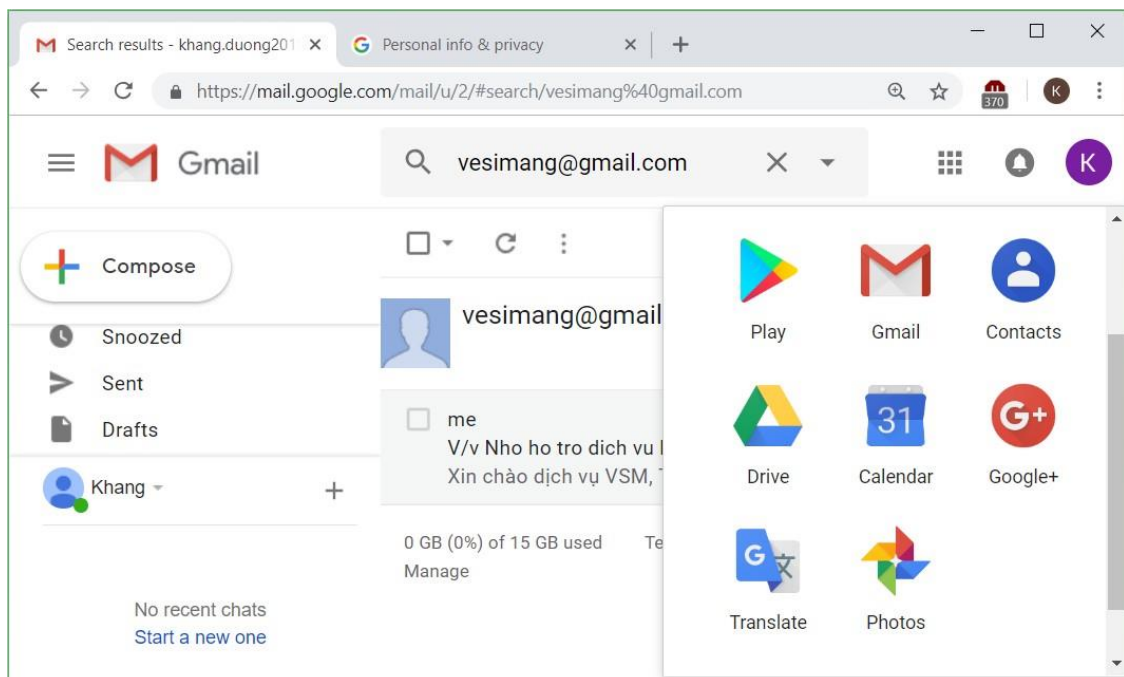 Search results - khang.duong201
Personal info & privacy
https://mail.google.com/mail/u/2/#search/vesimang%40gmail.com
370
K
Gmail
vesimang@gmail.com
K
Compose
Snoozed
Sent
Drafts
Khang
No recent chats
Start a new one
vesimang@gmail
me
V/v Nho ho tro dich vu
Xin chào dịch vụ VSM,
0 GB (0%) of 15 GB used
Te
Manage
Play
Gmail
Contacts
Drive
31
Calendar
G+
Google+
G
文
Translate
Photos